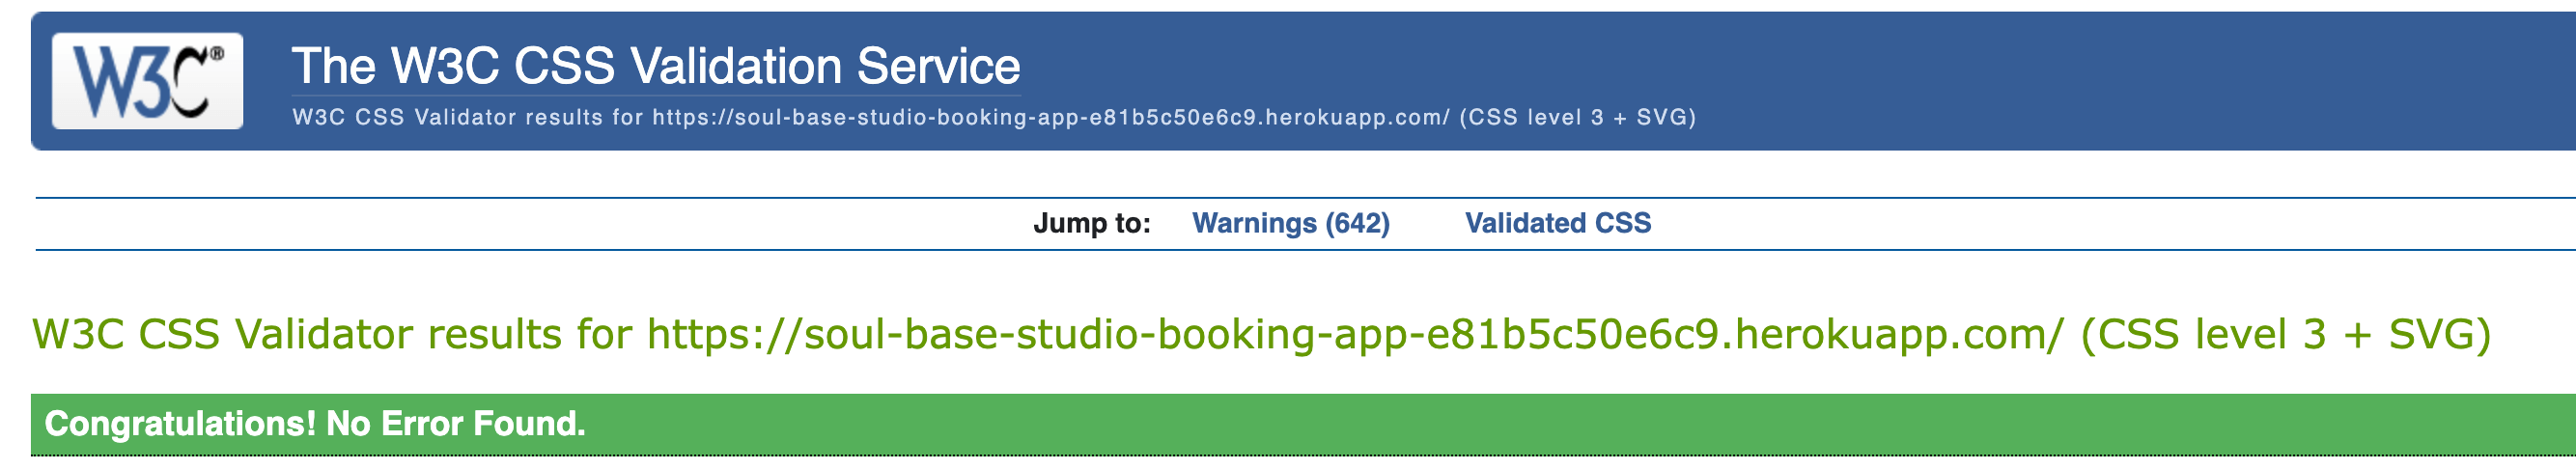 W3C®
The W3C CSS Validation Service
W3C CSS Validator results for https://soul-base-studio-booking-app-e81b5c50e6c9.herokuapp.com/ (CSS level 3 + SVG)
Jump to: Warnings (642) Validated CSS
W3C CSS Validator results for https://soul-base-studio-booking-app-e81b5c50e6c9.herokuapp.com/ (CSS level 3 + SVG)
Congratulations! No Error Found.